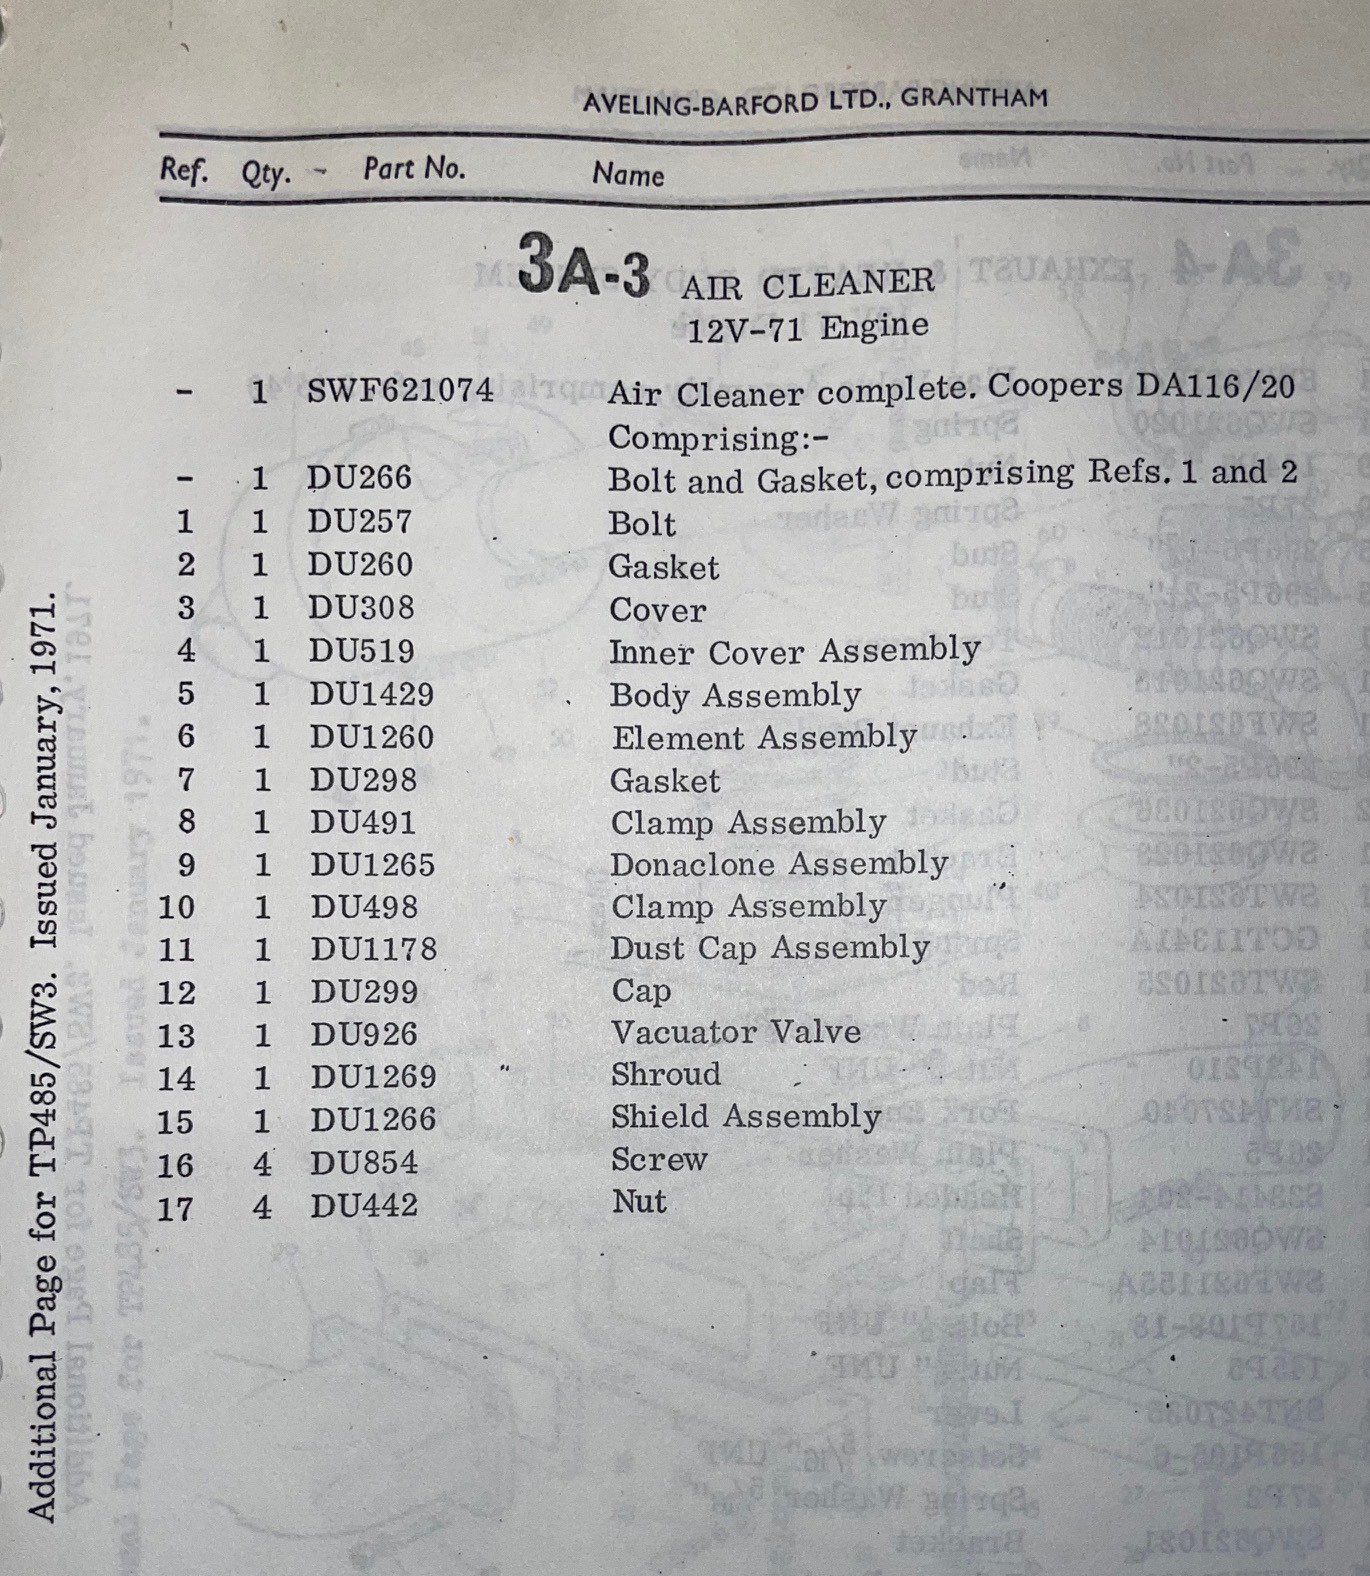 AVELING-BARFORD LTD., GRANTHAM
Ref. Qty. - Part No. Name
3A-3 AIR CLEANER
12V-71 Engine
- 1 SWF621074 Air Cleaner complete. Coopers DA116/20
Comprising:-
- 1 DU266 Bolt and Gasket, comprising Refs. 1 and 2
1 1 DU257 Bolt
2 1 DU260 Gasket
3 1 DU308 Cover
4 1 DU519 Inner Cover Assembly
5 1 DU1429 Body Assembly
6 1 DU1260 Element Assembly
7 1 DU298 Gasket
8 1 DU491 Clamp Assembly
9 1 DU1265 Donaclone Assembly
10 1 DU498 Clamp Assembly
11 1 DU1178 Dust Cap Assembly
12 1 DU299 Cap
13 1 DU926 Vacuator Valve
14 1 DU1269 Shroud
15 1 DU1266 Shield Assembly
16 4 DU854 Screw
17 4 DU442 Nut
Additional Page for TP485/SW3. Issued January, 1971.